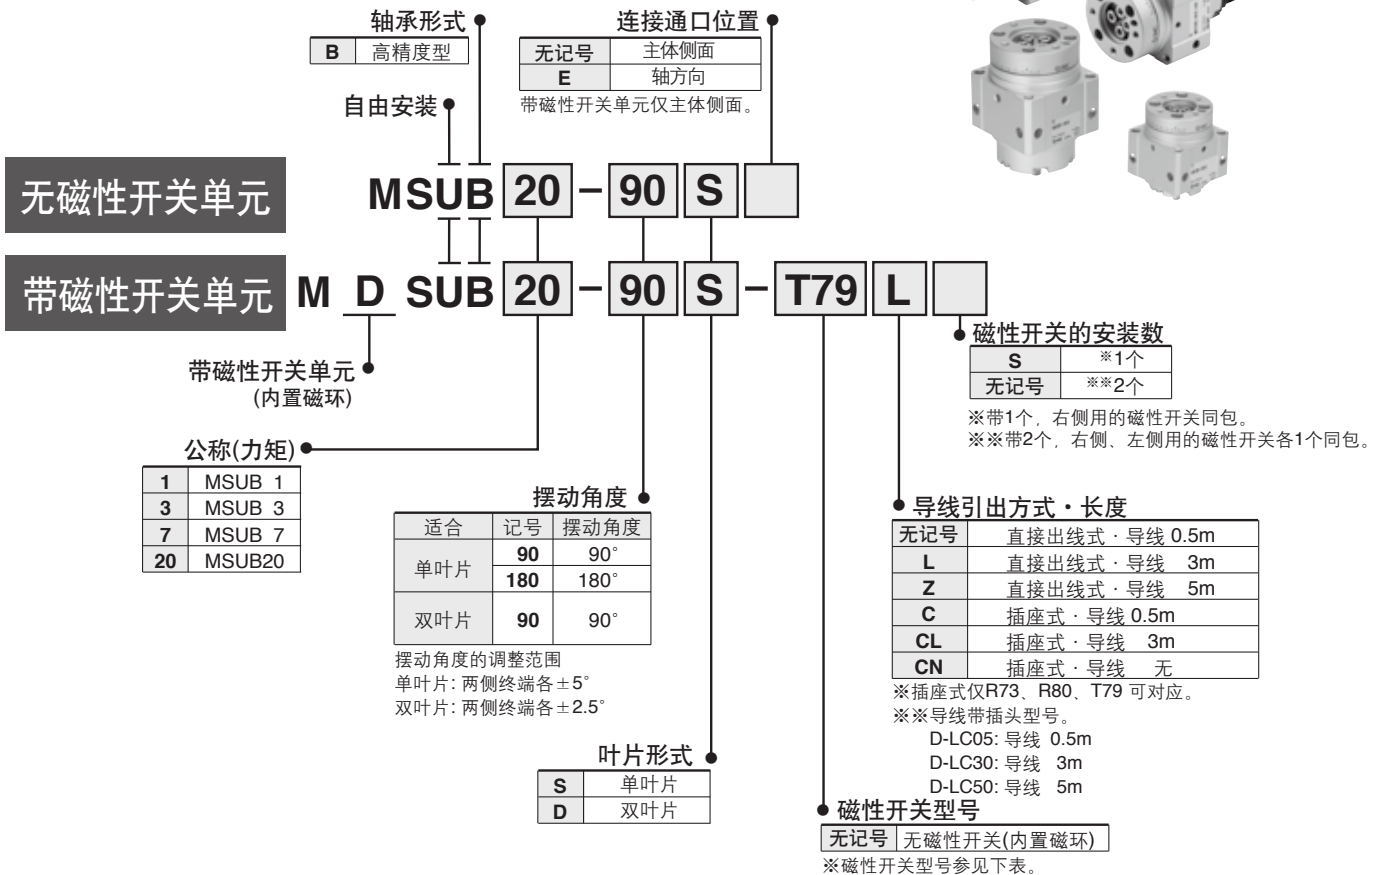 轴承形式
B 高精度型
连接通口位置
无记号 主体侧面
E 轴方向
带磁性开关单元仅主体侧面。
自由安装
无磁性开关单元 MSUB 20 - 90 S
带磁性开关单元 M D SUB 20 - 90 S - T79 L
带磁性开关单元
(内置磁环)
磁性开关的安装数
S ※1个
无记号 ※※2个
※带1个，右侧用的磁性开关同包。
※※带2个，右侧、左侧用的磁性开关各1个同包。
公称(力矩)
1 MSUB 1
3 MSUB 3
7 MSUB 7
20 MSUB20
摆动角度
适合 记号 摆动角度
单叶片 90 90°
180 180°
双叶片 90 90°
摆动角度的调整范围
单叶片：两侧终端各±5°
双叶片：两侧终端各±2.5°
叶片形式
S 单叶片
D 双叶片
导线引出方式·长度
无记号 直接出线式·导线 0.5m
L 直接出线式·导线 3m
Z 直接出线式·导线 5m
C 插座式·导线 0.5m
CL 插座式·导线 3m
CN 插座式·导线 无
※插座式仅R73、R80、T79 可对应。
※※导线带插头型号。
D-LC05: 导线 0.5m
D-LC30: 导线 3m
D-LC50: 导线 5m
磁性开关型号
无记号 无磁性开关(内置磁环)
※磁性开关型号参见下表。